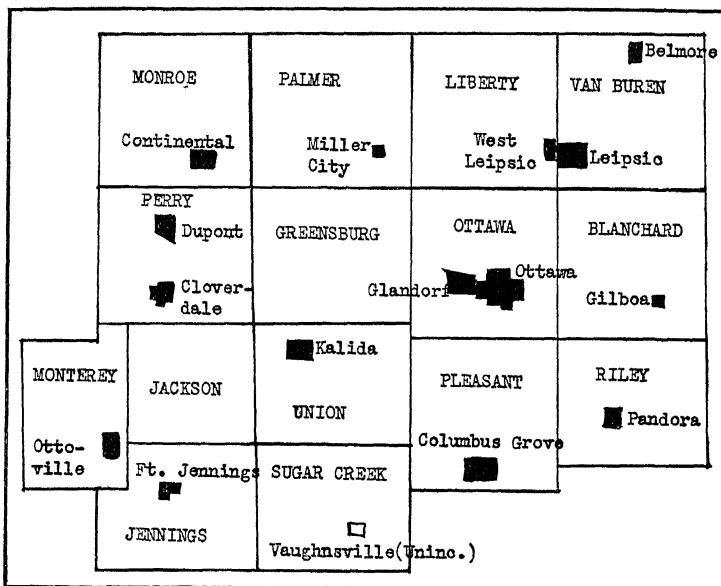 Belmore
MONROE
PALMER
LIBERTY
VAN BUREN
Continental
Miller
City
West
Leipsic
Leipsic
PERRY
Dupont
GREENSBURG
OTTAWA
BLANCHARD
Clover-
dale
Glandorf
Ottawa
Gilboa
Kalida
MONTEREY
JACKSON
UNION
PLEASANT
RILEY
Otto-
ville
Columbus Grove
Pandora
Ft. Jennings
SUGAR CREEK
JENNINGS
Vaughnsville(Uninc.)